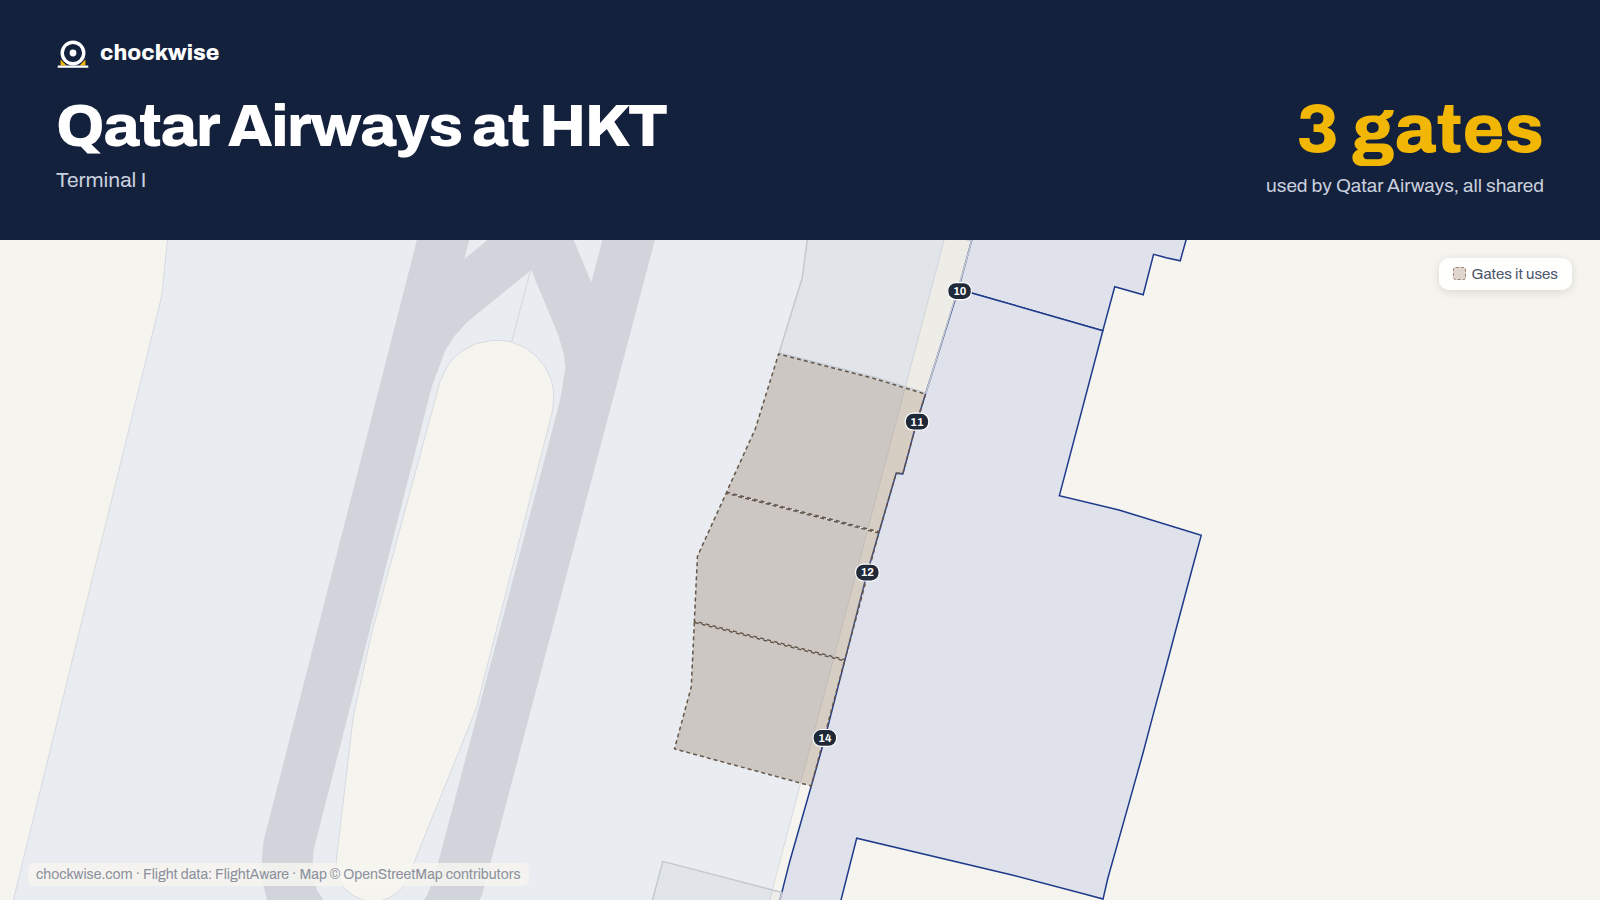 chockwise
Qatar Airways at HKT
Terminal I
3 gates
used by Qatar Airways, all shared
Gates it uses
10
11
12
14
chockwise.com · Flight data: FlightAware · Map © OpenStreetMap contributors